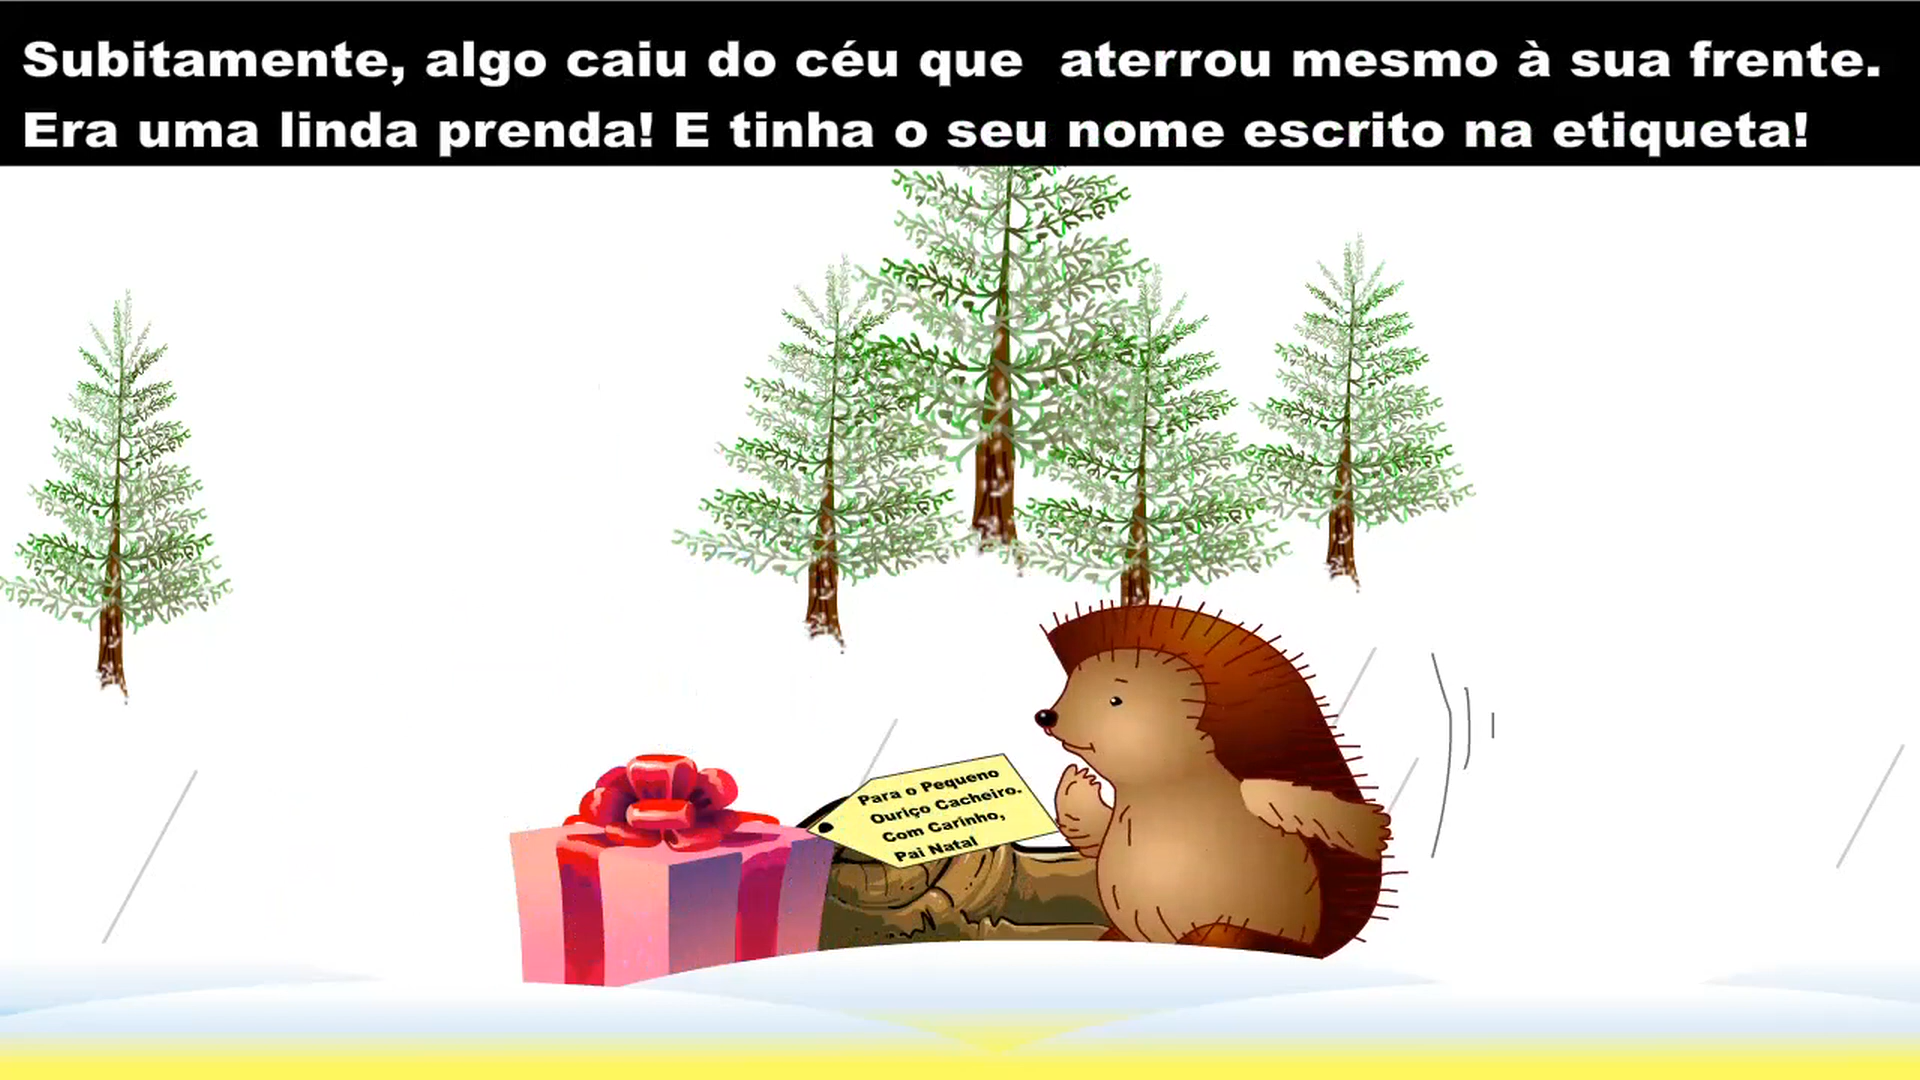 Subitamente, algo caiu do céu que  aterrou mesmo à sua frente.
Era uma linda prenda! E tinha o seu nome escrito na etiqueta!
Para o Pequeno
Ouriço Cacheiro.
Com Carinho,
Pai Natal